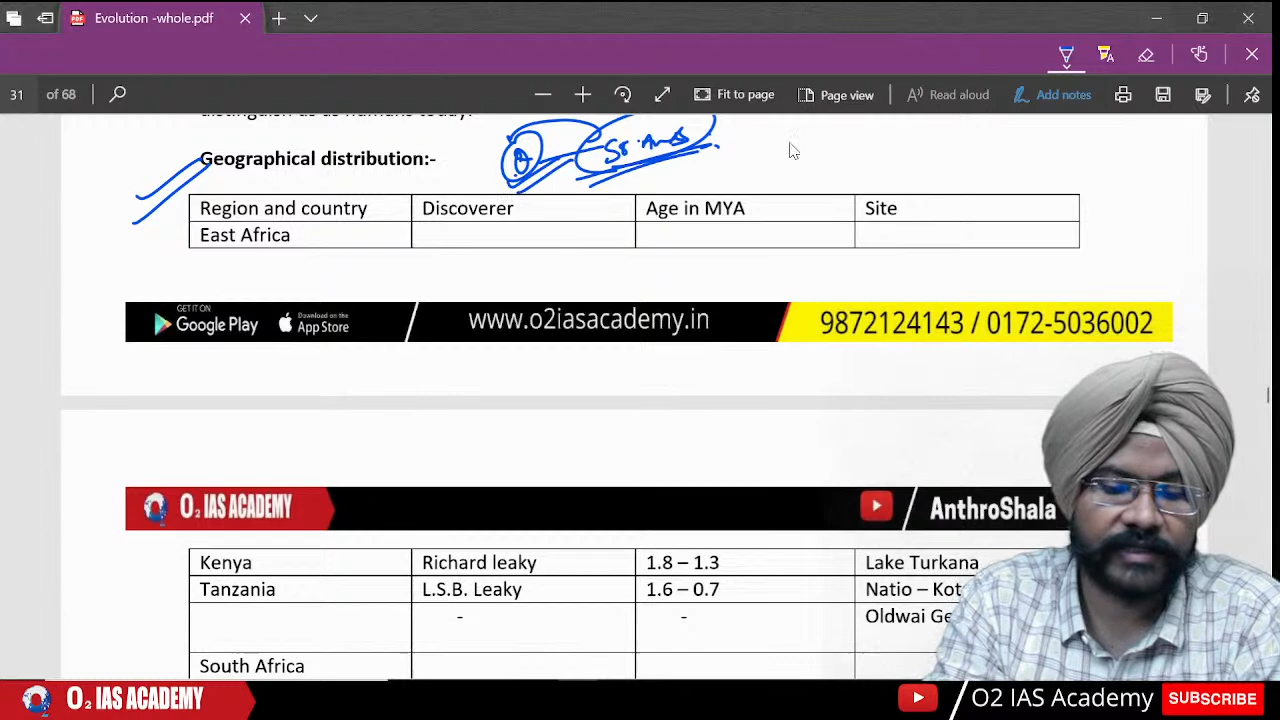 Evolution -whole.pdf
31 of 68
Fit to page
Page view
Read aloud
Add notes
Geographical distribution:-
Region and country Discoverer Age in MYA Site
East Africa
GET IT ON Google Play
Download on the App Store
www.o2iasacademy.in
9872124143 / 0172-5036002
O2 IAS ACADEMY
AnthroShala
Kenya Richard leaky 1.8 – 1.3 Lake Turkana
Tanzania L.S.B. Leaky 1.6 – 0.7 Natio –
- - Oldwai
South Africa
O2 IAS ACADEMY
O2 IAS Academy SUBSCRIBE